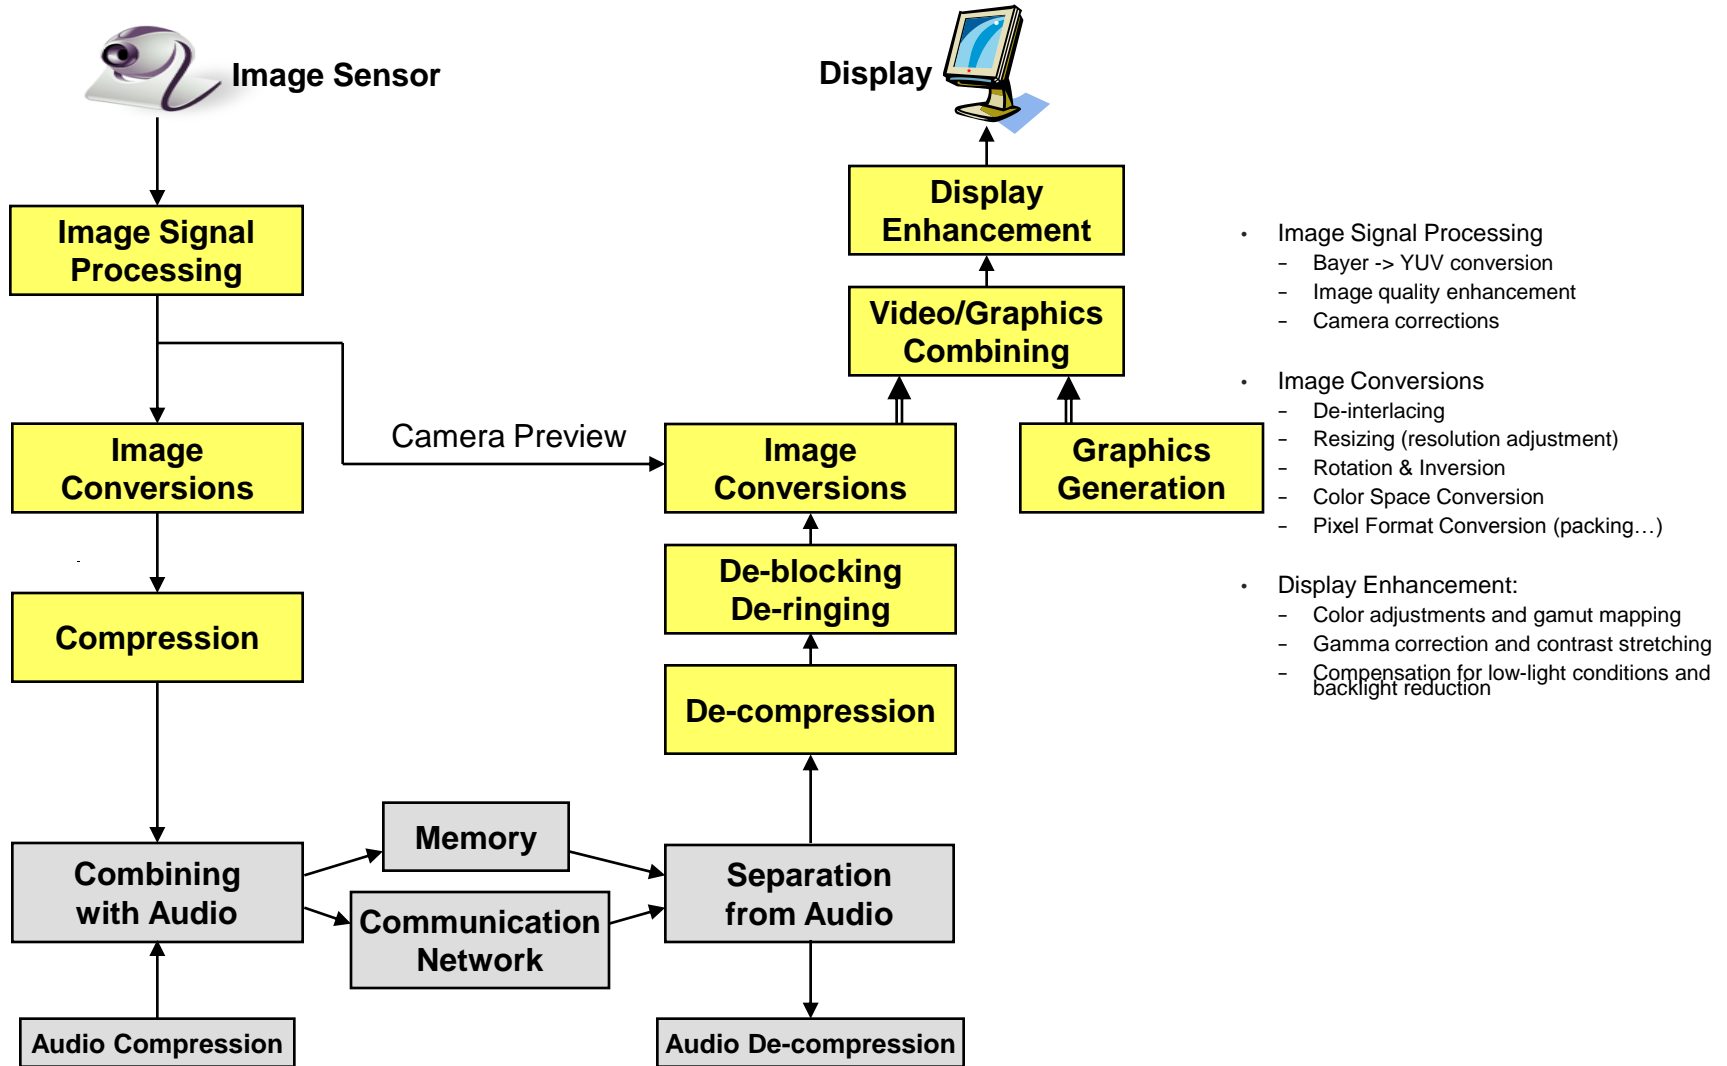 Image Sensor
Display
Image Signal
Processing
Image
Conversions
Compression
Combining
with Audio
Audio Compression
Camera Preview
Memory
Communication
Network
Display
Enhancement
Video/Graphics
Combining
Image
Conversions
Graphics
Generation
De-blocking
De-ringing
De-compression
Separation
from Audio
Audio De-compression
• Image Signal Processing
– Bayer -> YUV conversion
– Image quality enhancement
– Camera corrections
• Image Conversions
– De-interlacing
– Resizing (resolution adjustment)
– Rotation & Inversion
– Color Space Conversion
– Pixel Format Conversion (packing…)
• Display Enhancement:
– Color adjustments and gamut mapping
– Gamma correction and contrast stretching
– Compensation for low-light conditions and
backlight reduction